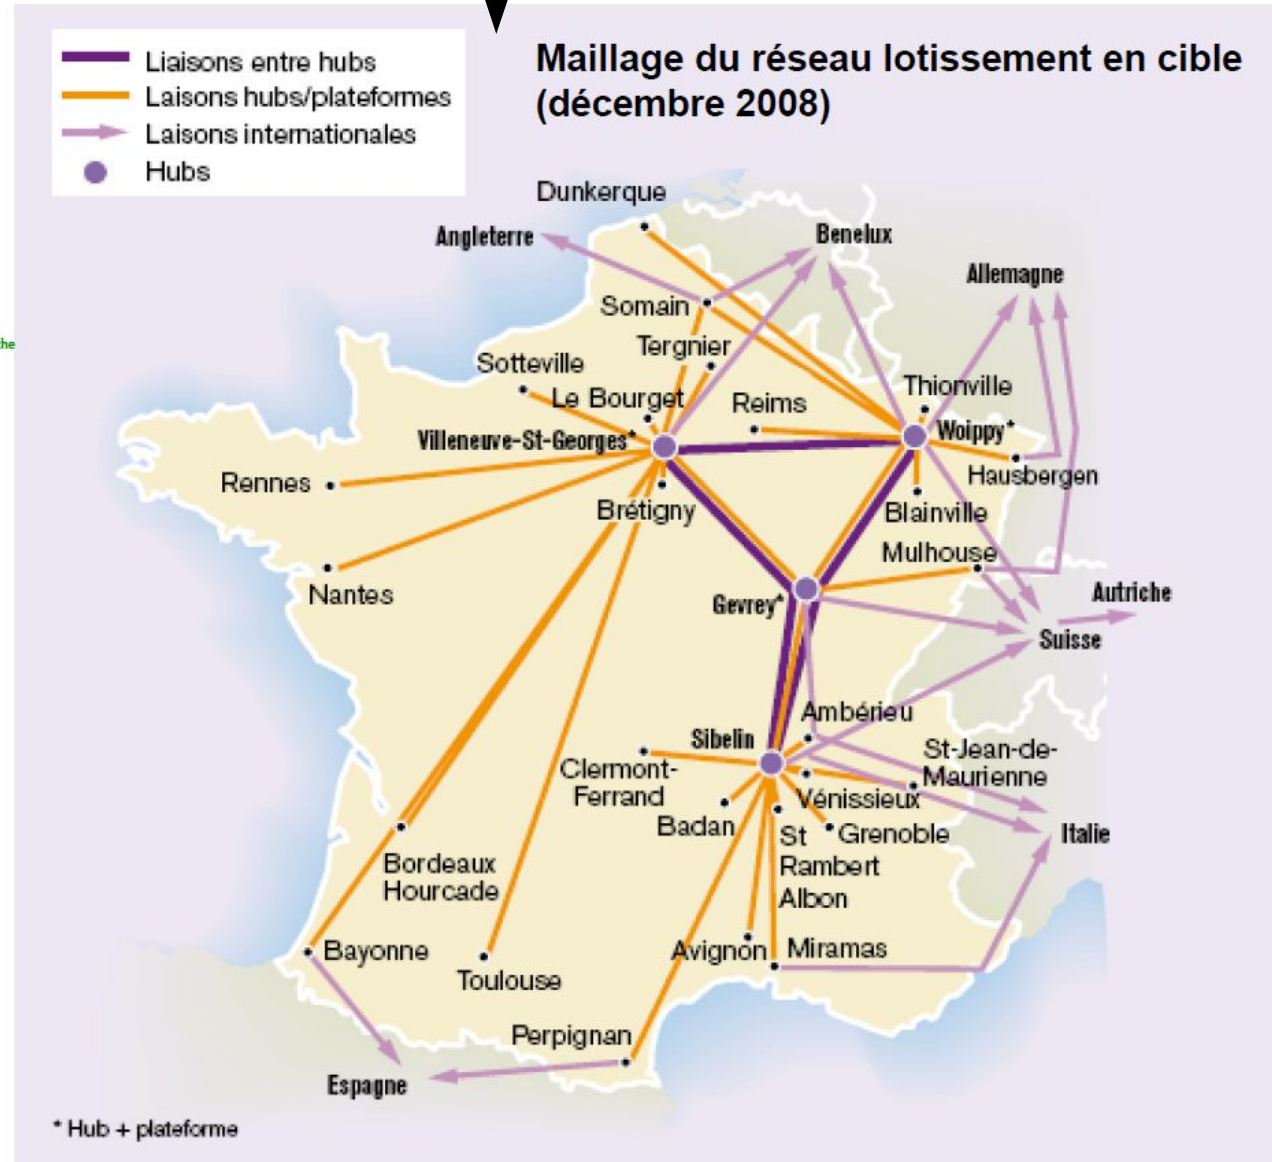 Liaisons entre hubs
Laisons hubs/plateformes
Laisons internationales
Hubs
Maillage du réseau lotissement en cible
(décembre 2008)
Dunkerque
Angleterre
Benelux
Allemagne
Somain
Tergnier
Sotteville
Thionville
Le Bourget
Reims
Villeneuve-St-Georges*
Woippy*
Hausbergen
Rennes
Brétigny
Blainville
Mulhouse
Nantes
Gevrey*
Autriche
Suisse
Ambérieu
Sibelin
St-Jean-de-
Maurienne
Clermont-
Ferrand
Vénissieux
Badan
St
Rambert
Albon
Grenoble
Italie
Bordeaux
Hourcade
Avignon
Miramas
Bayonne
Toulouse
Perpignan
Espagne
* Hub + plateforme